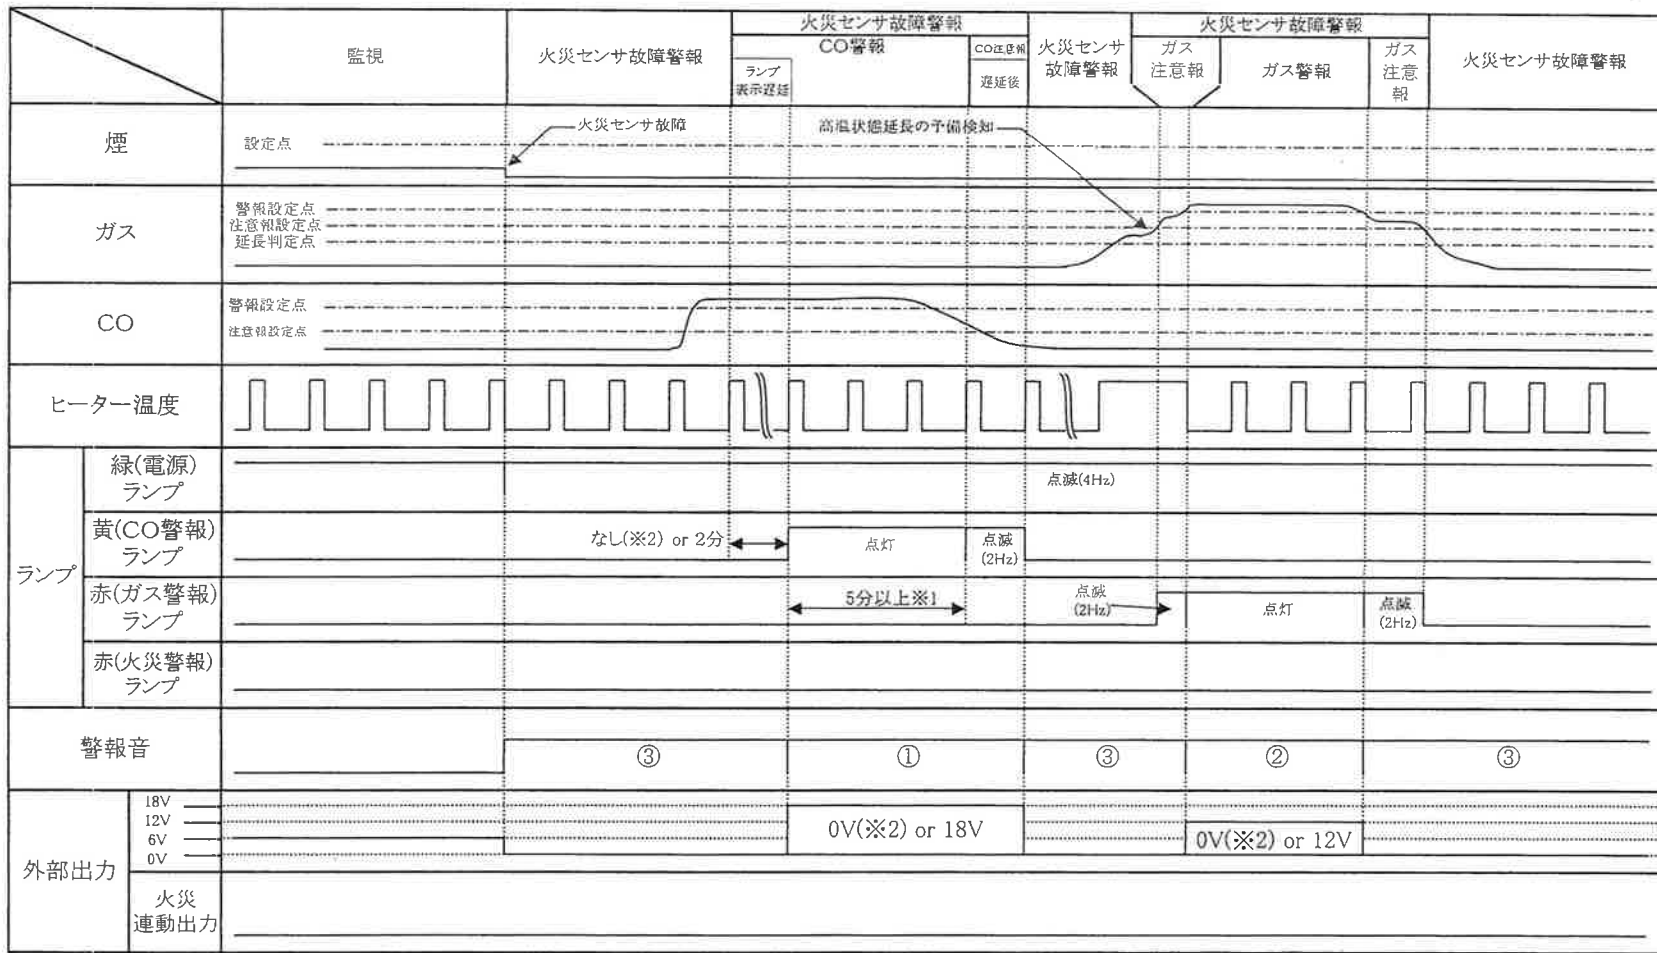 監視
火災センサ故障警報
火災センサ故障警報
CO警報
ランプ
表示遅延
CO注意報
遅延後
火災センサ
故障警報
火災センサ故障警報
ガス
注意報
ガス警報
ガス
注意
報
火災センサ故障警報
煙
設定点
火災センサ故障
高温状態延長の予備検知
ガス
警報設定点
注意報設定点
延長判定点
CO
警報設定点
注意報設定点
ヒーター温度
ランプ
緑(電源)
ランプ
点滅(4Hz)
黄(CO警報)
ランプ
なし(※2) or 2分
点灯
点滅
(2Hz)
赤(ガス警報)
ランプ
5分以上※1
点滅
(2Hz)
点灯
点滅
(2Hz)
赤(火災警報)
ランプ
警報音
③
①
③
②
③
外部出力
18V
12V
6V
0V
0V(※2) or 18V
0V(※2) or 12V
火災
連動出力